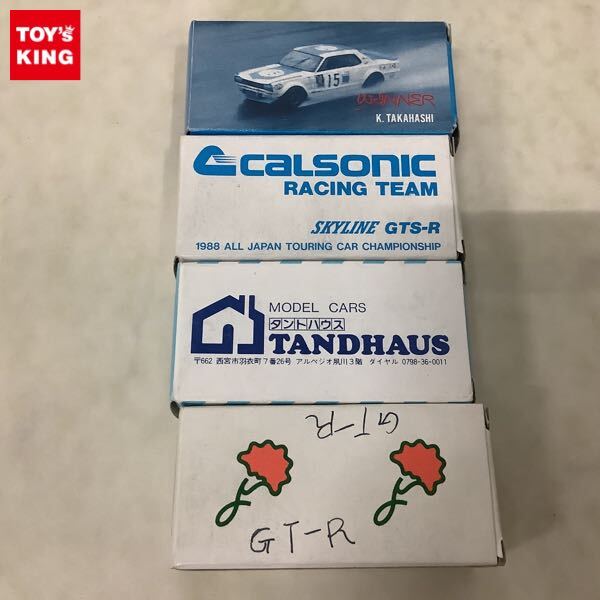 TOY'S
KING
15
WINNER
K. TAKAHASHI
CALSONIC
RACING TEAM
SKYLINE GTS-R
1988 ALL JAPAN TOURING CAR CHAMPIONSHIP
MODEL CARS
タントハウス
TANDHAUS
〒662 西宮市羽衣町7番26号 アルペジオ夙川3階 ダイヤル 0798-36-0011
GT-R
GT-R